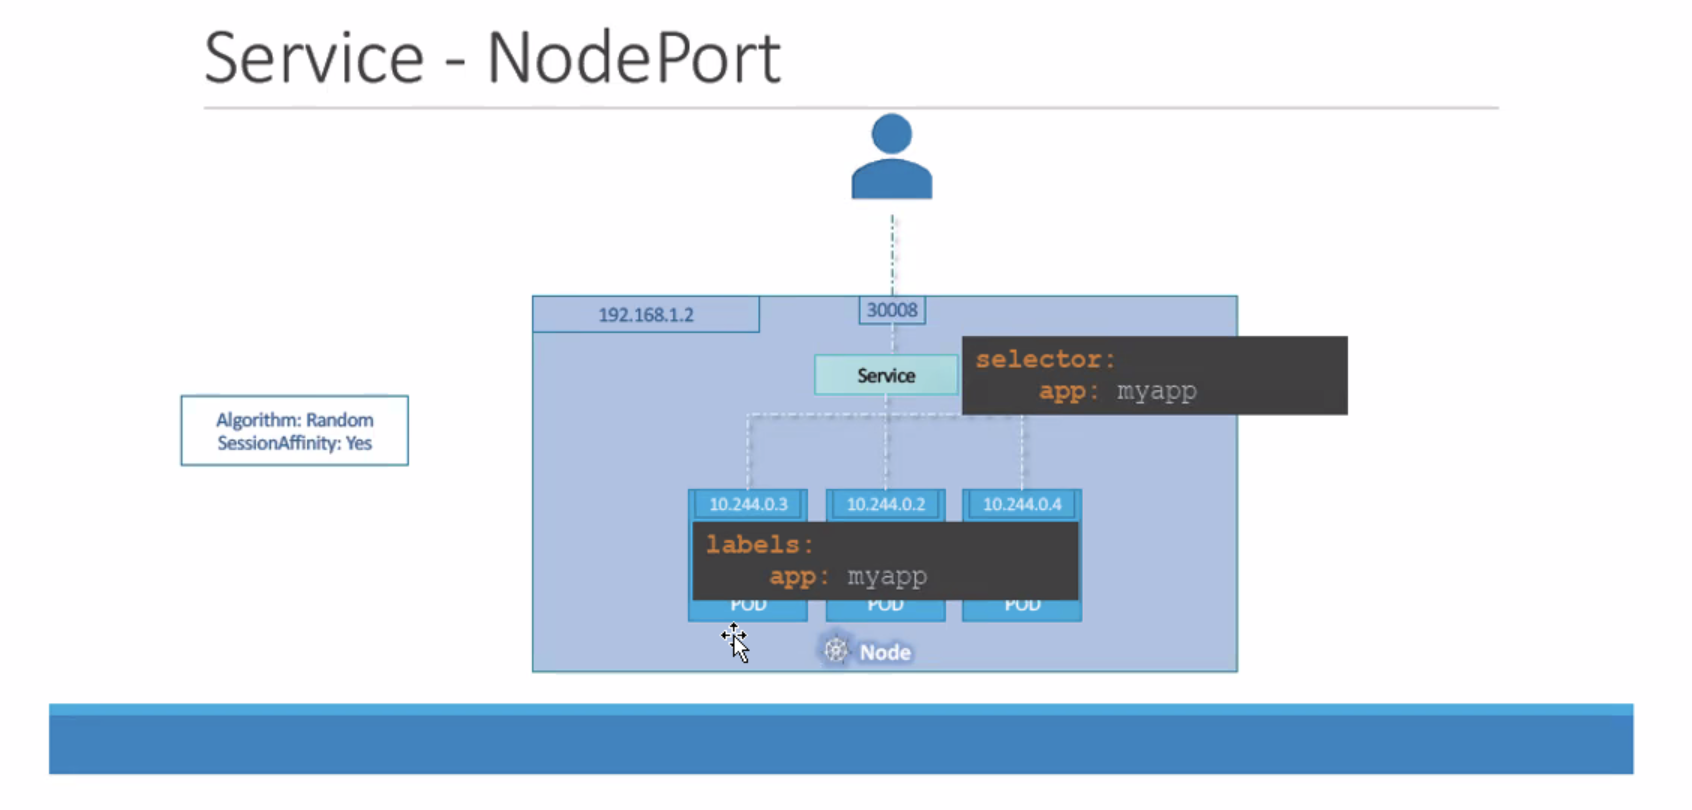 Service - NodePort
192.168.1.2
30008
Service
selector:
app: myapp
Algorithm: Random
SessionAffinity: Yes
10.244.0.3
10.244.0.2
10.244.0.4
labels:
app: myapp
POD
POD
POD
Node